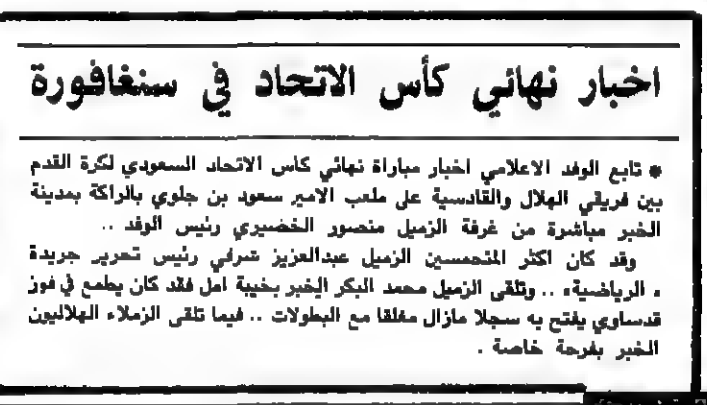 اخبار نهائي كأس الاتحاد في سنغافورة
* تابع الوفد الاعلامي اخبار مباراة نهائي كاس الاتحاد السعودي لكرة القدم
بين فريقي الهلال والقادسية على ملعب الامير سعود بن جلوي بالراكة بمدينة
الخبر مباشرة من غرفة الزميل منصور الخضيري رئيس الوفد ..
وقد كان اكثر المتحمسين الزميل عبدالعزيز شرقي رئيس تحرير جريدة
« الرياضية » .. وتلقى الزميل محمد البكر الخبر بخيبة امل فقد كان يطمع في فوز
قدساوي يفتح به سجلا مازال مغلقا مع البطولات .. فيما تلقى الزملاء الهلاليون
الخبر بفرحة خاصة .